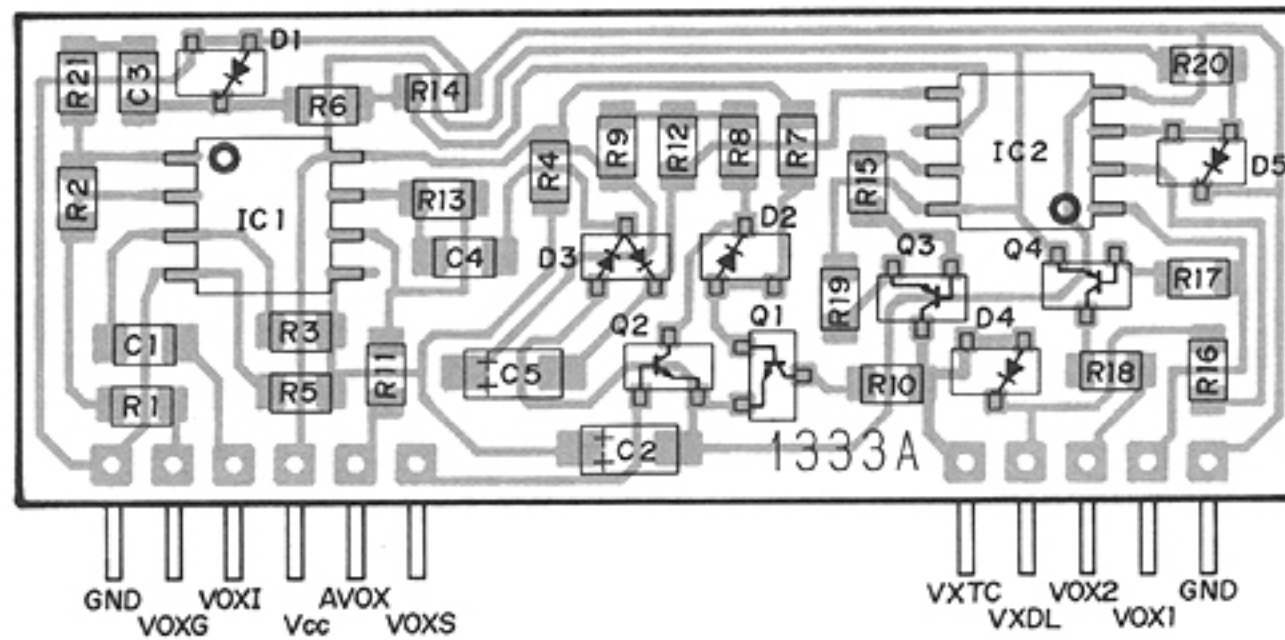 D1
R21
C3
R6
R14
R20
R9
R12
R8
R7
R4
R15
IC2
D5
R2
IC1
R13
C4
D3
D2
Q3
Q4
R17
R19
C1
R3
R11
Q2
Q1
D4
R1
R5
C5
R10
R18
R16
C2
1333A
GND
VOXG
VOXI
Vcc
AVOX
VOXS
VXTC
VXDL
VOX2
VOX1
GND